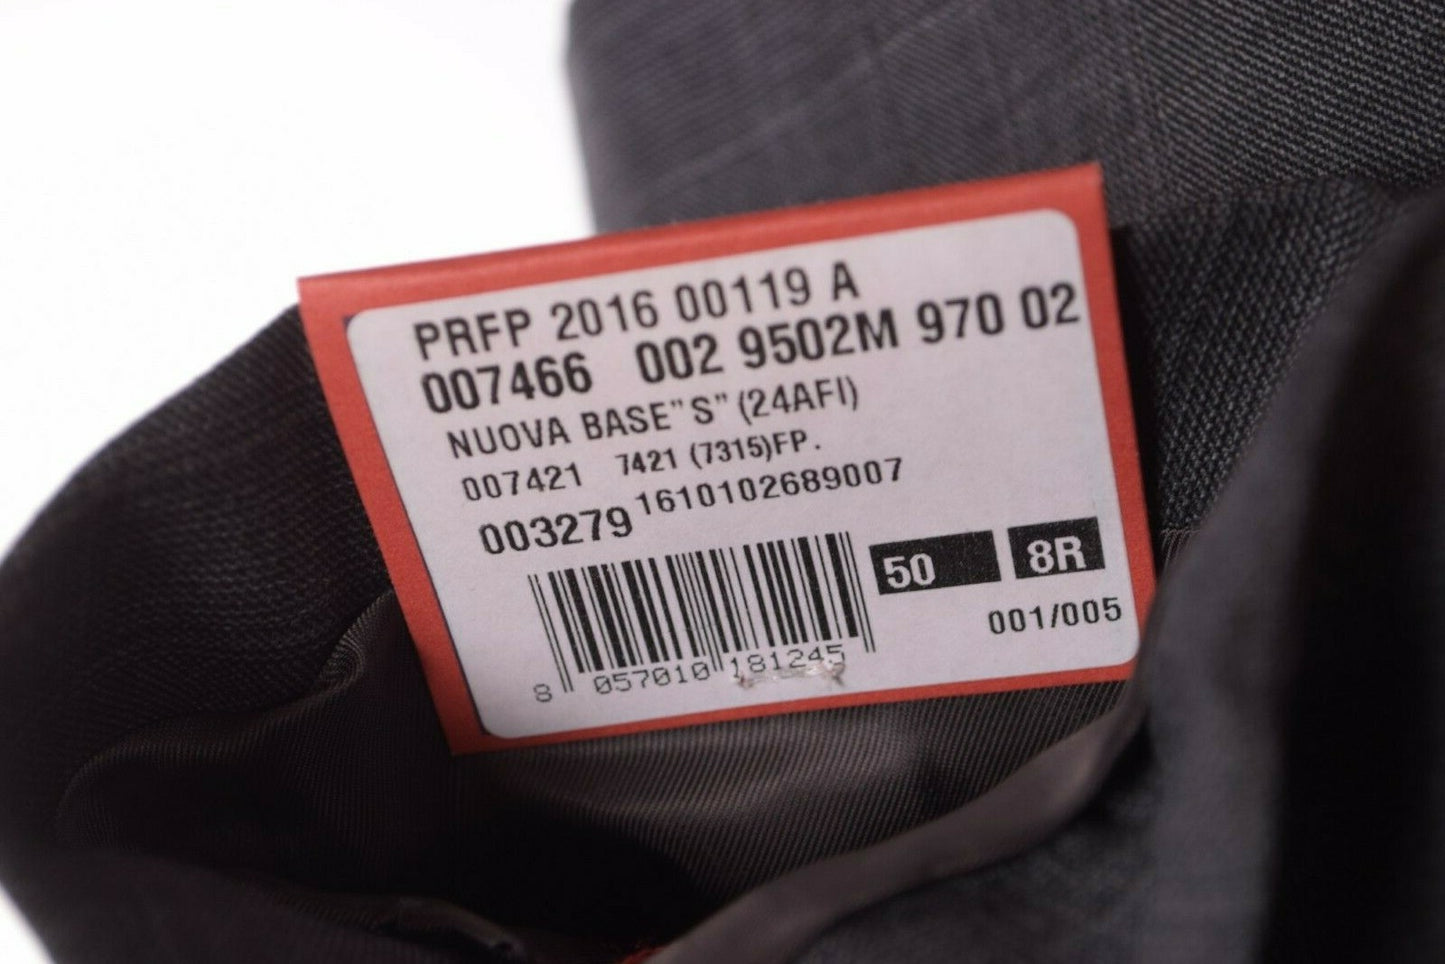 PRFP 2016 00119 A
007466 002 9502M 970 02
NUOVA BASE"S" (24AFI)
007421 7421 (7315)FP.
003279 1610102689007
50 8R
001/005
8 057010 181245